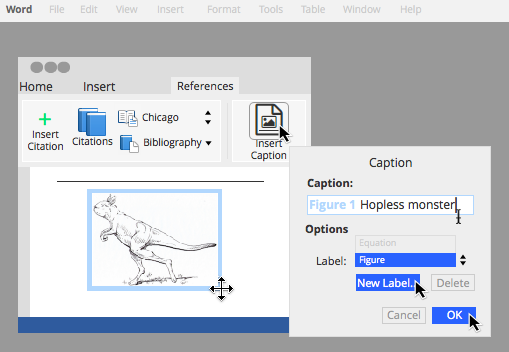 Word File Edit View Insert Format Tools Table Window Help
Home Insert References
Insert Citation
Citations
Chicago
Bibliography
Insert Caption
Caption
Caption:
Figure 1 Hopless monster
Options
Equation
Label: Figure
New Label.. Delete
Cancel OK